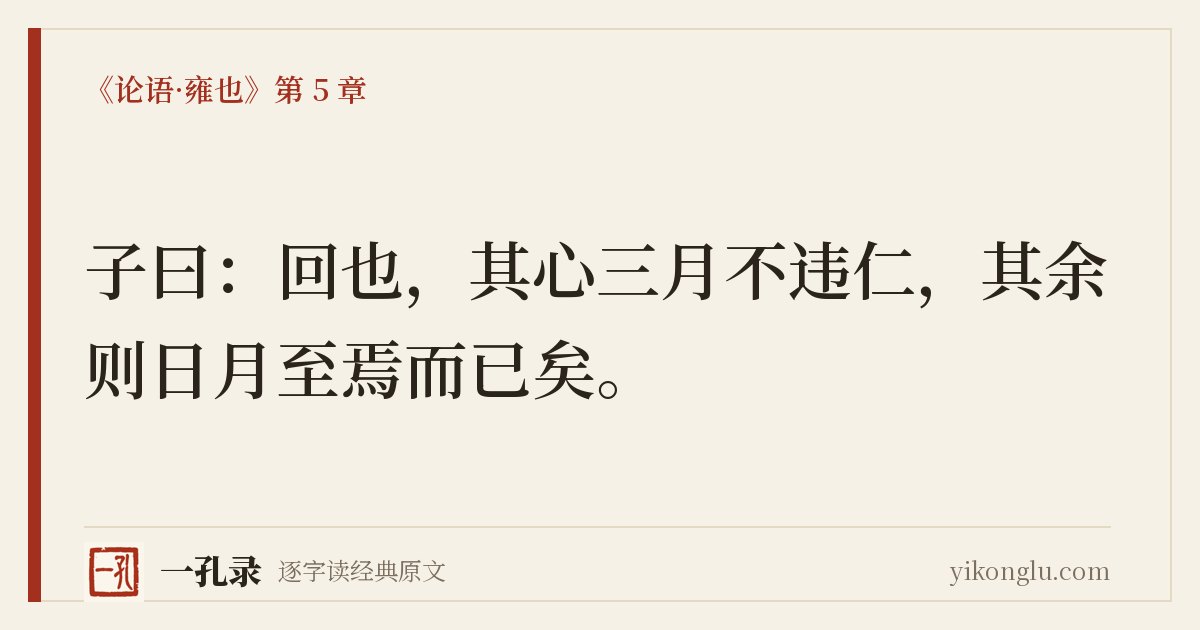 《论语·雍也》第 5 章
子曰：回也，其心三月不违仁，其余
则日月至焉而已矣。
一孔
一孔录 逐字读经典原文
yikonglu.com